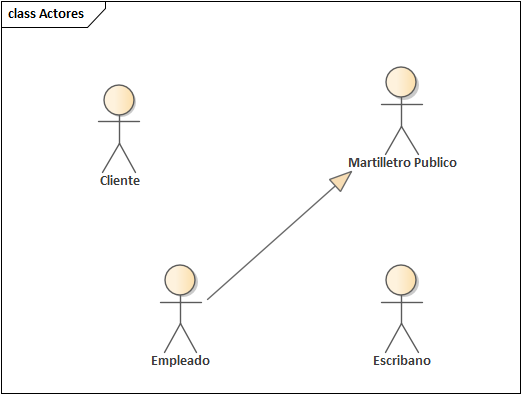 class Actores
Cliente
Martilletro Publico
Empleado
Escribano